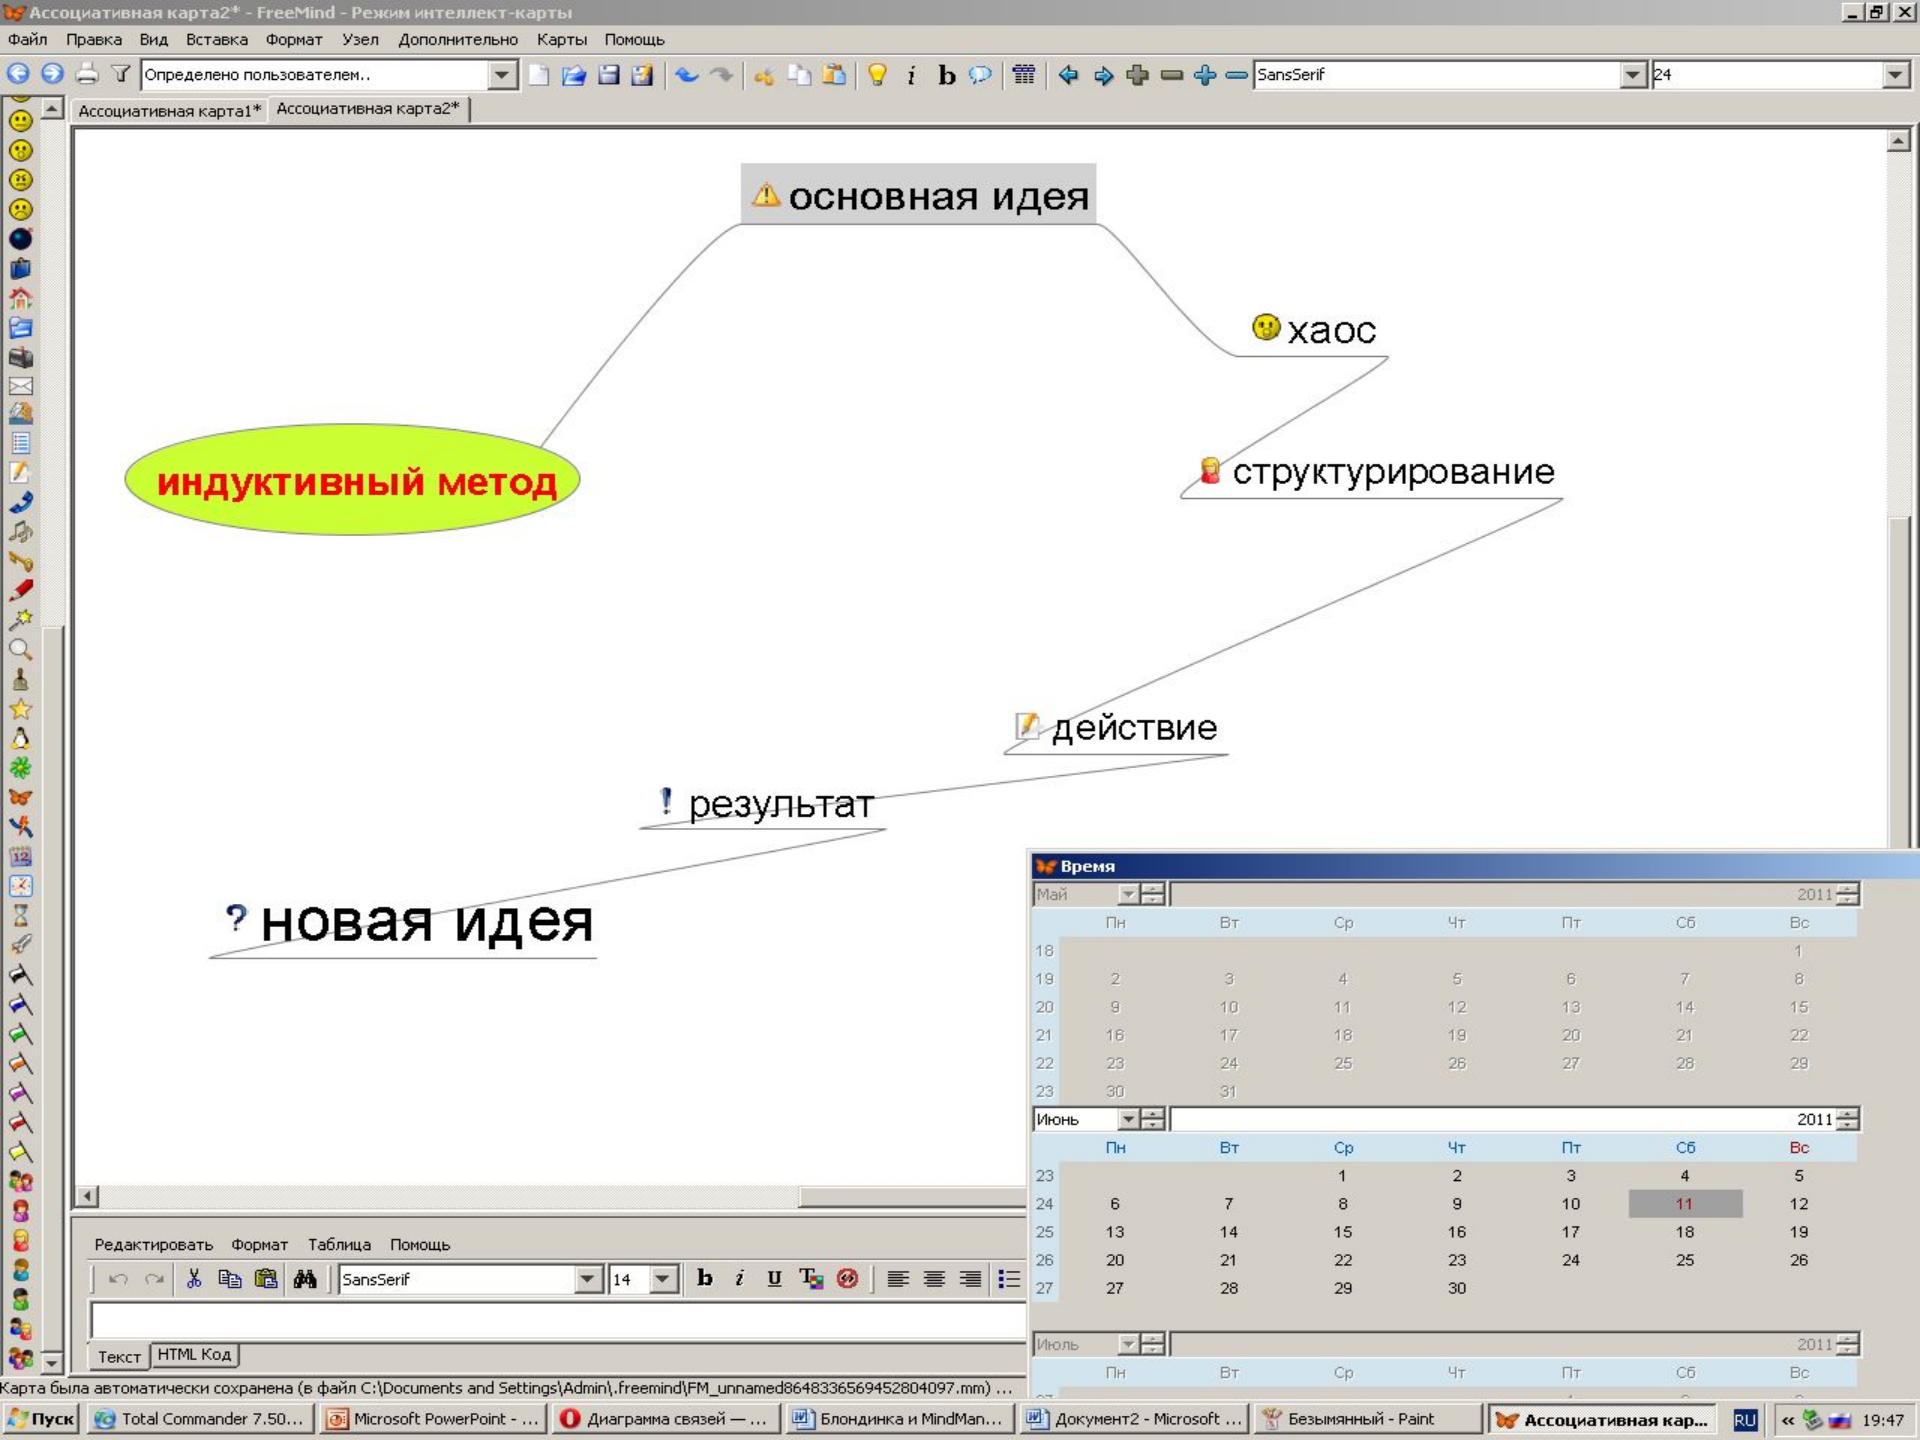 Ассоциативная карта2* - FreeMind - Режим интеллект-карты
Файл Правка Вид Вставка Формат Узел Дополнительно Карты Помощь
Определено пользователем.. i b SansSerif 24
Ассоциативная карта1* Ассоциативная карта2*
основная идея
хаос
структурирование
индуктивный метод
действие
! результат
? новая идея
Время
Май 2011
Пн Вт Ср Чт Пт Сб Вс
18 1
19 2 3 4 5 6 7 8
20 9 10 11 12 13 14 15
21 16 17 18 19 20 21 22
22 23 24 25 26 27 28 29
23 30 31
Июнь 2011
Пн Вт Ср Чт Пт Сб Вс
23 1 2 3 4 5
24 6 7 8 9 10 11 12
25 13 14 15 16 17 18 19
26 20 21 22 23 24 25 26
27 27 28 29 30
Июль 2011
Пн Вт Ср Чт Пт Сб Вс
Редактировать Формат Таблица Помощь
SansSerif 14 b i U
Текст HTML Код
Карта была автоматически сохранена (в файл C:\Documents and Settings\Admin\.freemind\FM_unnamed8648336569452804097.mm) ...
Пуск Total Commander 7.50... Microsoft PowerPoint - ... Диаграмма связей — ... Блондинка и MindMan... Документ2 - Microsoft ... Безымянный - Paint Ассоциативная кар... RU « 19:47